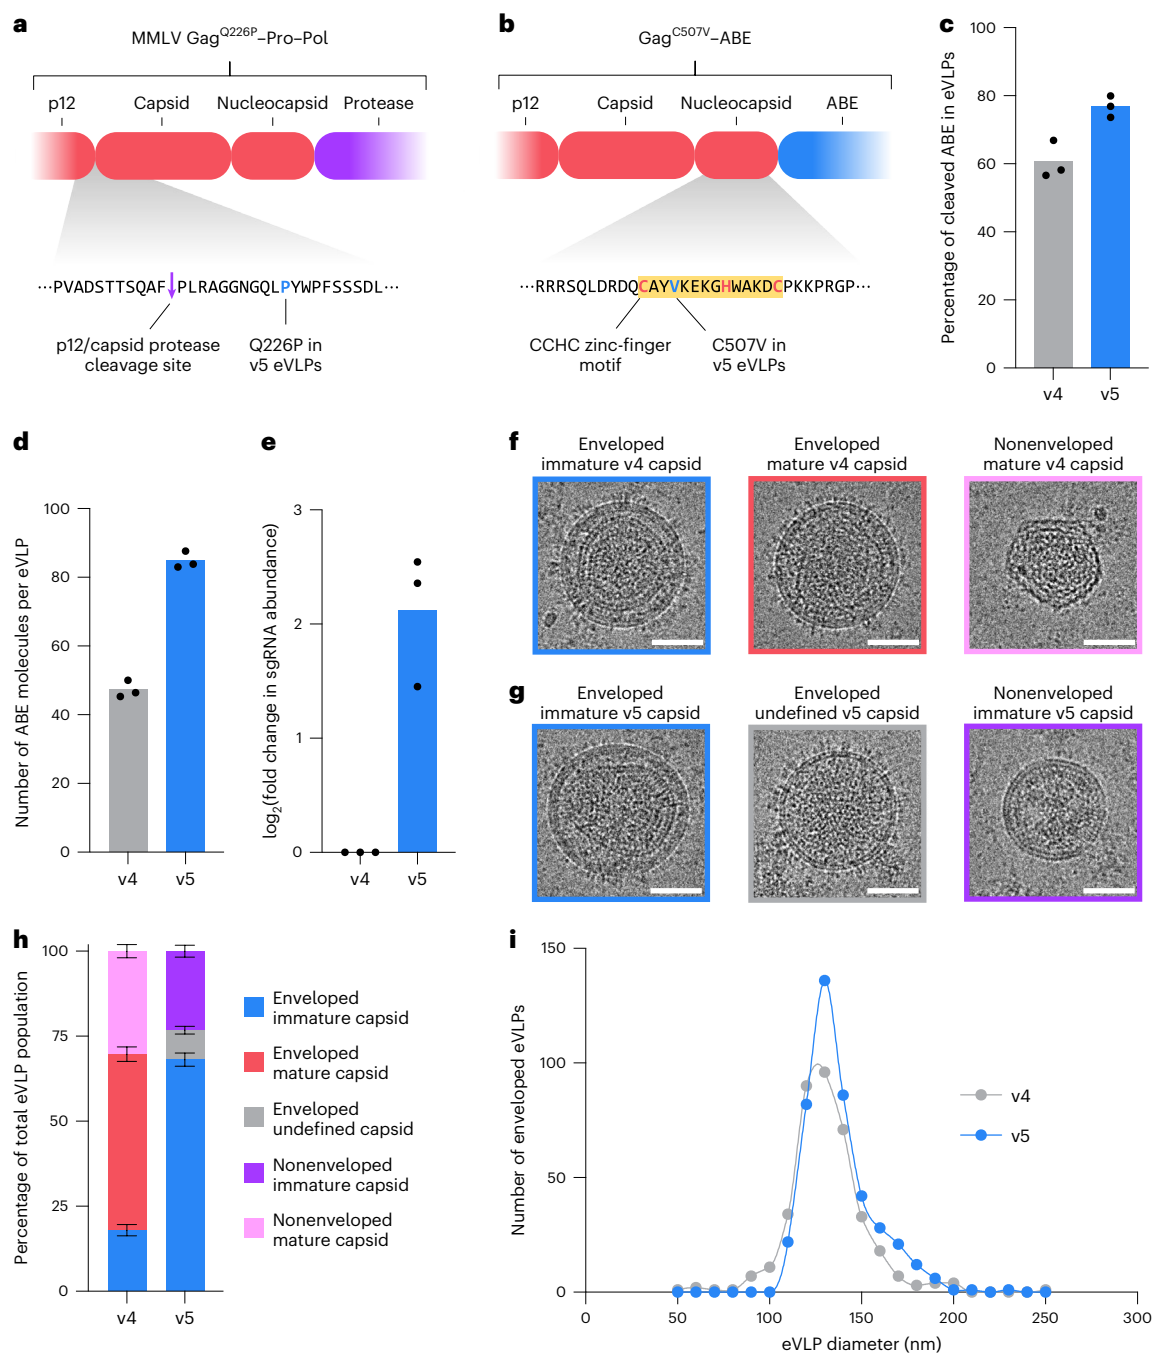 a
MMLV Gag^Q226P–Pro–Pol
p12 Capsid Nucleocapsid Protease
···PVADSTTSQAF PLRAGGNGQLPYWPFSSSDL···
p12/capsid protease
cleavage site
Q226P in
v5 eVLPs
b
Gag^C507V–ABE
p12 Capsid Nucleocapsid ABE
···RRRSQLDRDQCAYVKEKGHWAKDCPKKPRGP···
CCHC zinc-finger
motif
C507V in
v5 eVLPs
c
Percentage of cleaved ABE in eVLPs
100
80
60
40
20
0
v4 v5
d
Number of ABE molecules per eVLP
100
80
60
40
20
0
v4 v5
e
log₂(fold change in sgRNA abundance)
3
2
1
0
v4 v5
f
Enveloped
immature v4 capsid
Enveloped
mature v4 capsid
Nonenveloped
mature v4 capsid
g
Enveloped
immature v5 capsid
Enveloped
undefined v5 capsid
Nonenveloped
immature v5 capsid
h
Percentage of total eVLP population
100
75
50
25
0
v4 v5
Enveloped
immature capsid
Enveloped
mature capsid
Enveloped
undefined capsid
Nonenveloped
immature capsid
Nonenveloped
mature capsid
i
Number of enveloped eVLPs
150
100
50
0
0 50 100 150 200 250 300
eVLP diameter (nm)
v4
v5